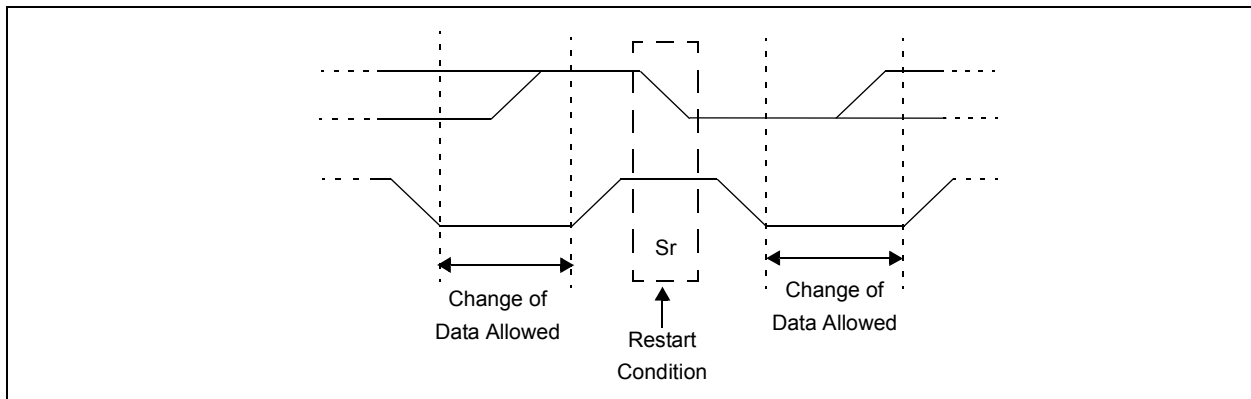 Sr
Change of
Data Allowed
Restart
Condition
Change of
Data Allowed